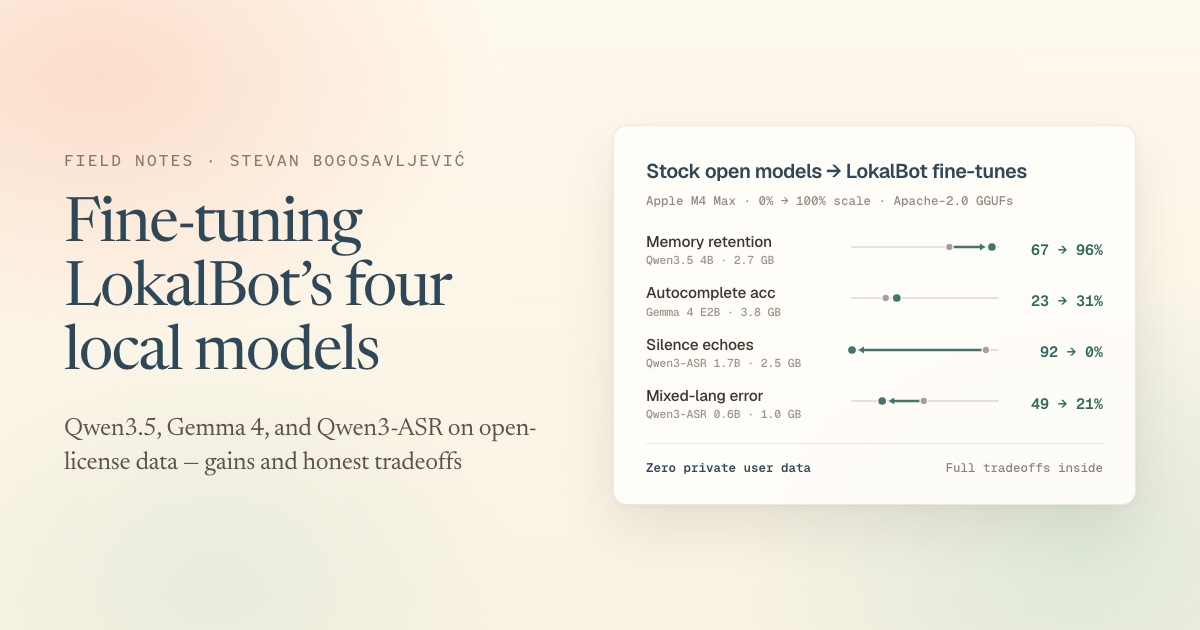 FIELD NOTES · STEVAN BOGOSAVLJEVIĆ
Fine-tuning
LokalBot’s four
local models
Qwen3.5, Gemma 4, and Qwen3-ASR on open-
license data — gains and honest tradeoffs
Stock open models → LokalBot fine-tunes
Apple M4 Max · 0% → 100% scale · Apache-2.0 GGUFs
Memory retention
67 → 96%
Qwen3.5 4B · 2.7 GB
Autocomplete acc
23 → 31%
Gemma 4 E2B · 3.8 GB
Silence echoes
92 → 0%
Qwen3-ASR 1.7B · 2.5 GB
Mixed-lang error
49 → 21%
Qwen3-ASR 0.6B · 1.0 GB
Zero private user data
Full tradeoffs inside